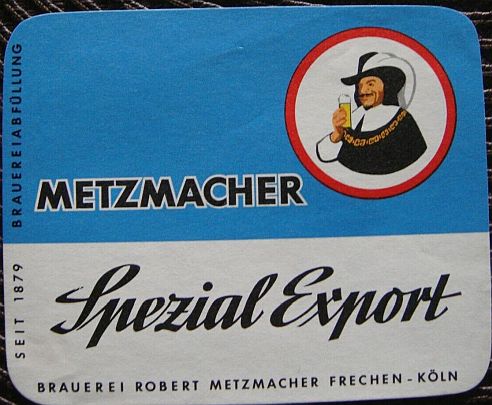 METZMACHER
Spezial Export
BRAUEREI ROBERT METZMACHER FRECHEN-KÖLN
SEIT 1879 BRAUEREIABFÜLLUNG